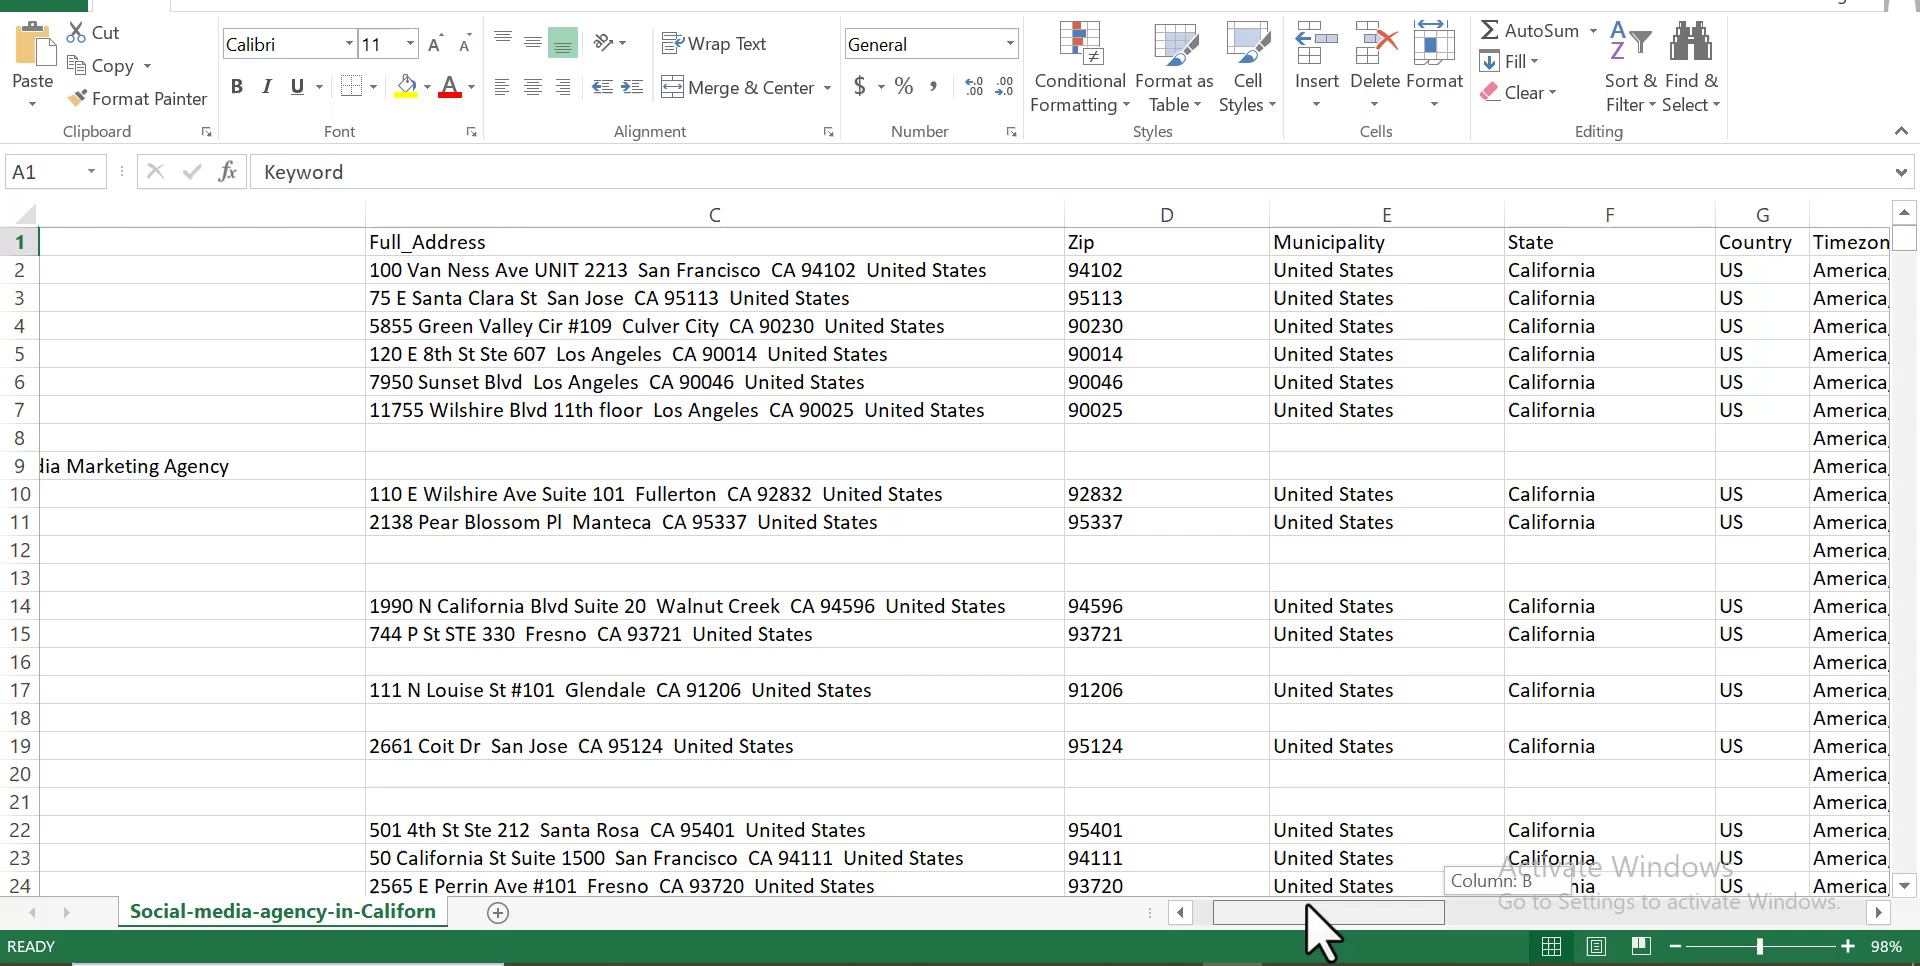 Cut
Copy
Format Painter
Paste
Clipboard
Calibri
11
A A
B I U
A
Font
Wrap Text
Merge & Center
Alignment
General
$ % ,
Number
Conditional Formatting
Format as Table
Cell Styles
Styles
Insert
Delete
Format
Cells
AutoSum
Fill
Clear
Sort & Filter
Find & Select
Editing
A1 fx Keyword
C D E F G
1 Full_Address Zip Municipality State Country Timezon
2 100 Van Ness Ave UNIT 2213 San Francisco CA 94102 United States 94102 United States California US America
3 75 E Santa Clara St San Jose CA 95113 United States 95113 United States California US America
4 5855 Green Valley Cir #109 Culver City CA 90230 United States 90230 United States California US America
5 120 E 8th St Ste 607 Los Angeles CA 90014 United States 90014 United States California US America
6 7950 Sunset Blvd Los Angeles CA 90046 United States 90046 United States California US America
7 11755 Wilshire Blvd 11th floor Los Angeles CA 90025 United States 90025 United States California US America
8 America
9 dia Marketing Agency America
10 110 E Wilshire Ave Suite 101 Fullerton CA 92832 United States 92832 United States California US America
11 2138 Pear Blossom Pl Manteca CA 95337 United States 95337 United States California US America
12 America
13 America
14 1990 N California Blvd Suite 20 Walnut Creek CA 94596 United States 94596 United States California US America
15 744 P St STE 330 Fresno CA 93721 United States 93721 United States California US America
16 America
17 111 N Louise St #101 Glendale CA 91206 United States 91206 United States California US America
18 America
19 2661 Coit Dr San Jose CA 95124 United States 95124 United States California US America
20 America
21 America
22 501 4th St Ste 212 Santa Rosa CA 95401 United States 95401 United States California US America
23 50 California St Suite 1500 San Francisco CA 94111 United States 94111 United States California US America
24 2565 E Perrin Ave #101 Fresno CA 93720 United States 93720 United States nia US America
Column: B
Activate Windows
Go to Settings to activate Windows.
Social-media-agency-in-Californ
READY
98%